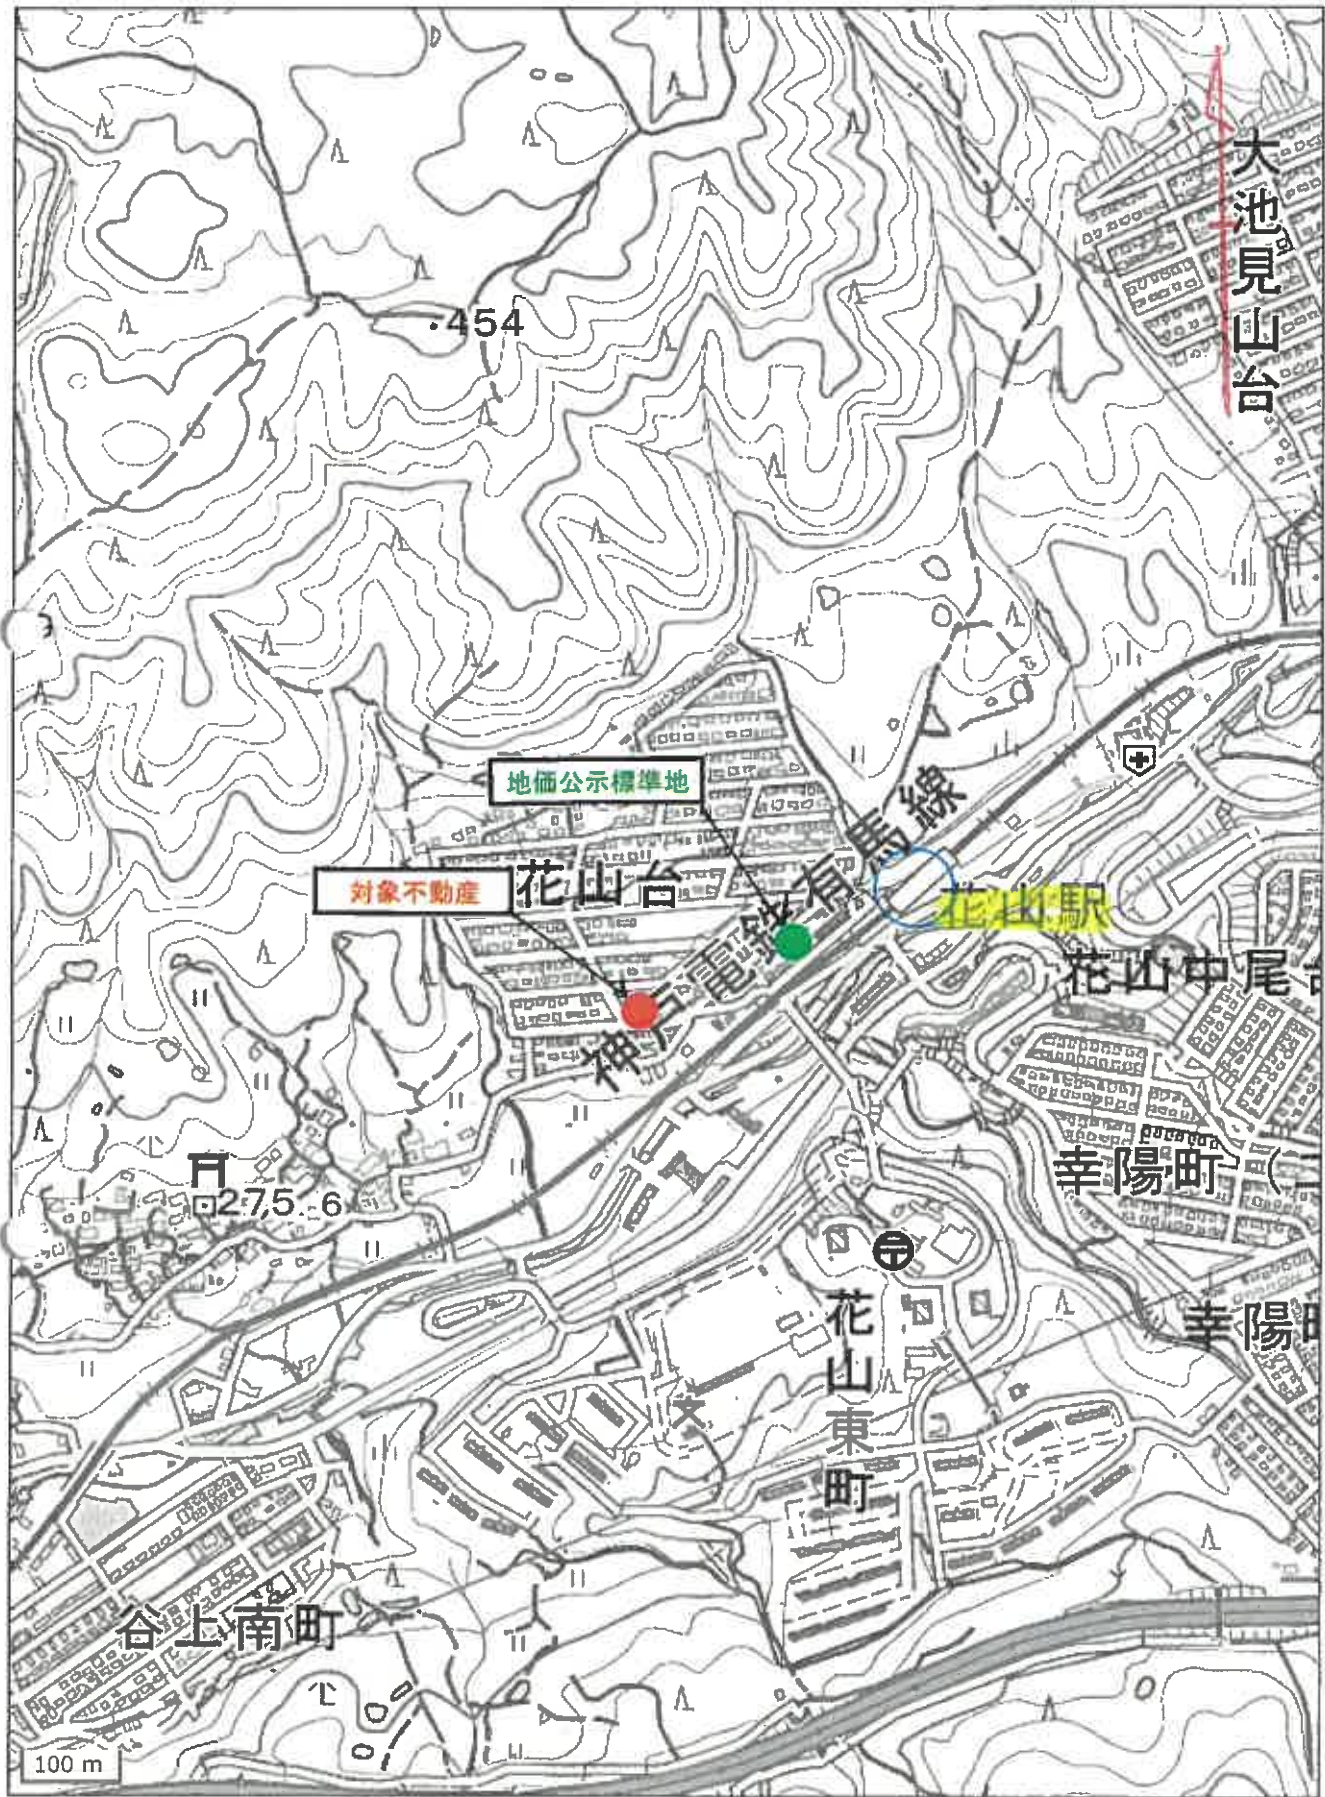 大池見山台
454
地価公示標準地
対象不動産
花山台
神戸電鉄有馬線
花山駅
花山中尾台
275.6
幸陽町（二
幸陽町
花山東町
谷上南町
100 m